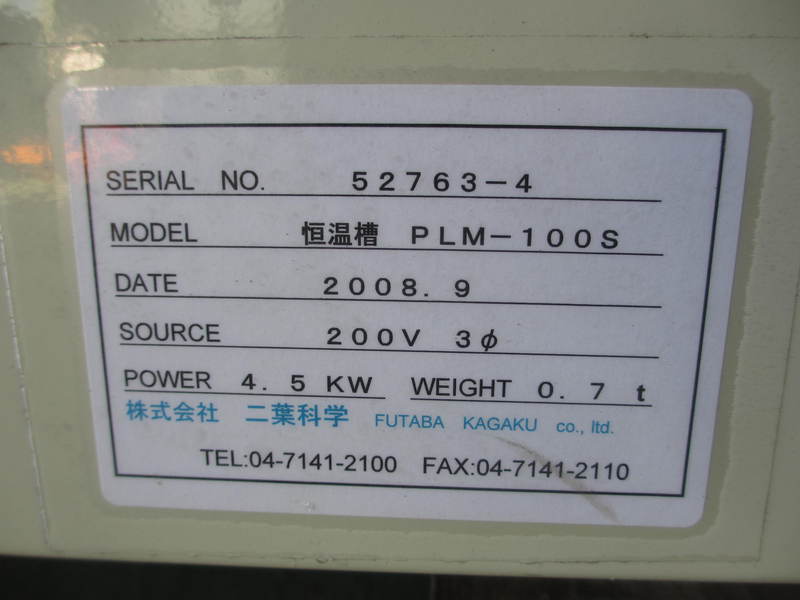 SERIAL NO. 52763-4
MODEL 恒温槽 PLM-100S
DATE 2008.9
SOURCE 200V 3φ
POWER 4.5 KW WEIGHT 0.7 t
株式会社 二葉科学 FUTABA KAGAKU co., ltd.
TEL:04-7141-2100 FAX:04-7141-2110